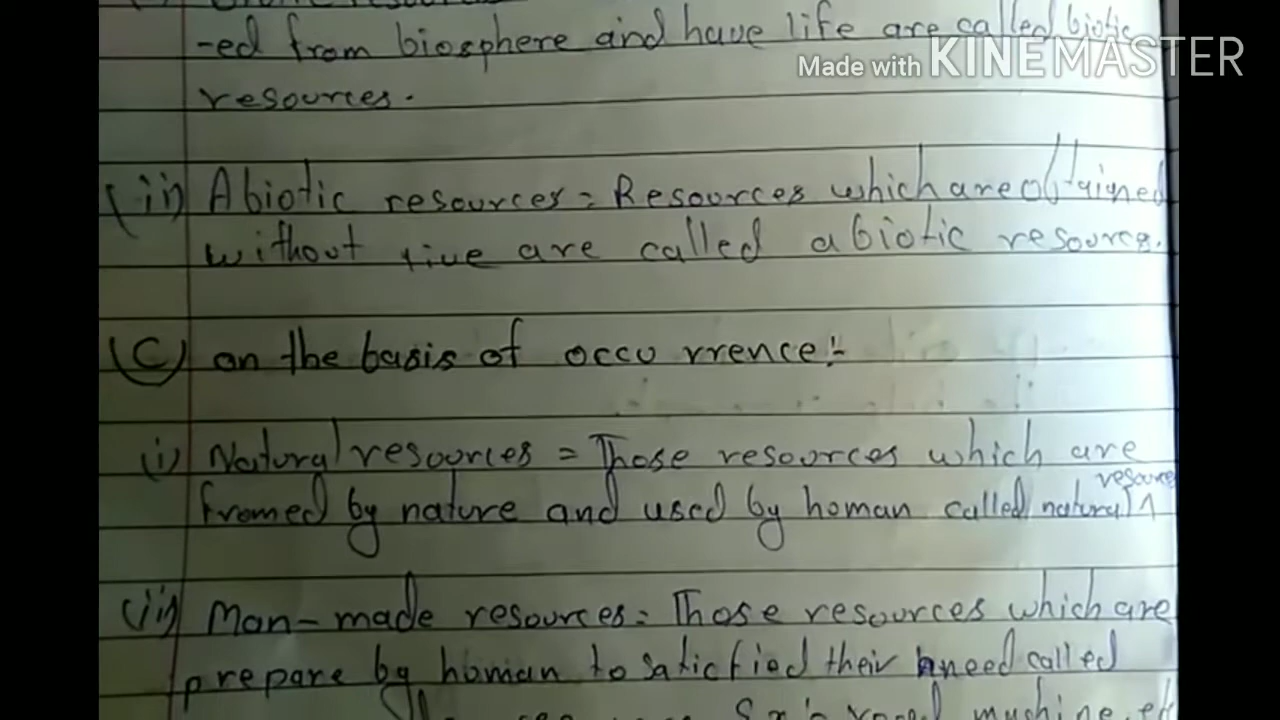 -ed from biosphere and have life are called biotic
Made with KINEMASTER
resources.
(ii) Abiotic resources = Resources which are obtained
without live are called abiotic resource.
(C) on the basis of occu rrence :-
(i) Natural resources = Those resources which are
resource
fromed by nature and used by homan called natural ^
(ii) Man-made resources = Those resources which are
prepare by homan to saticfied their need called